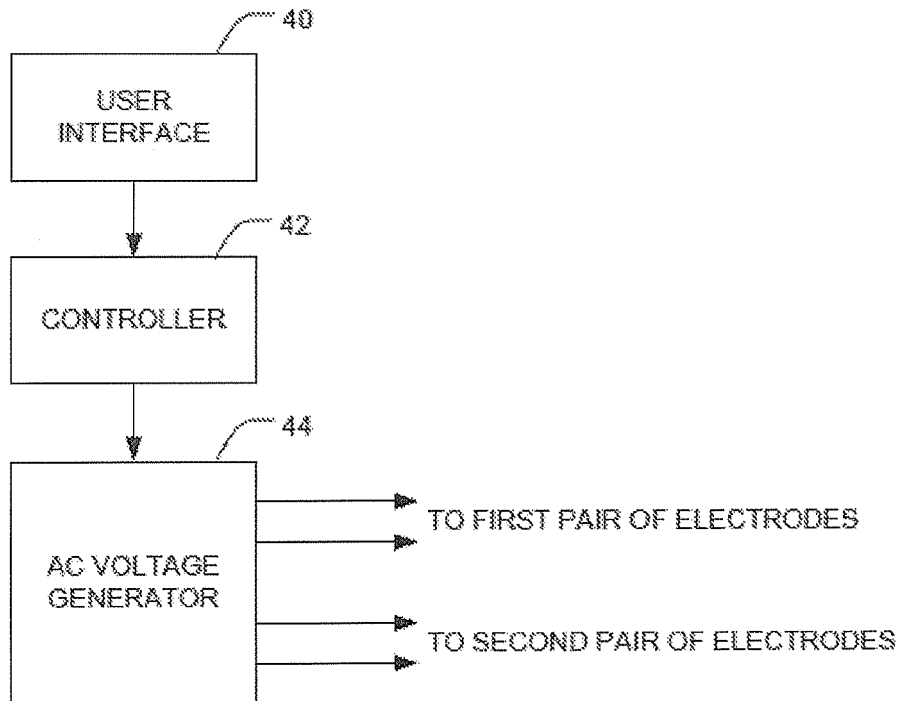 40
USER
INTERFACE
42
CONTROLLER
44
AC VOLTAGE
GENERATOR
TO FIRST PAIR OF ELECTRODES
TO SECOND PAIR OF ELECTRODES